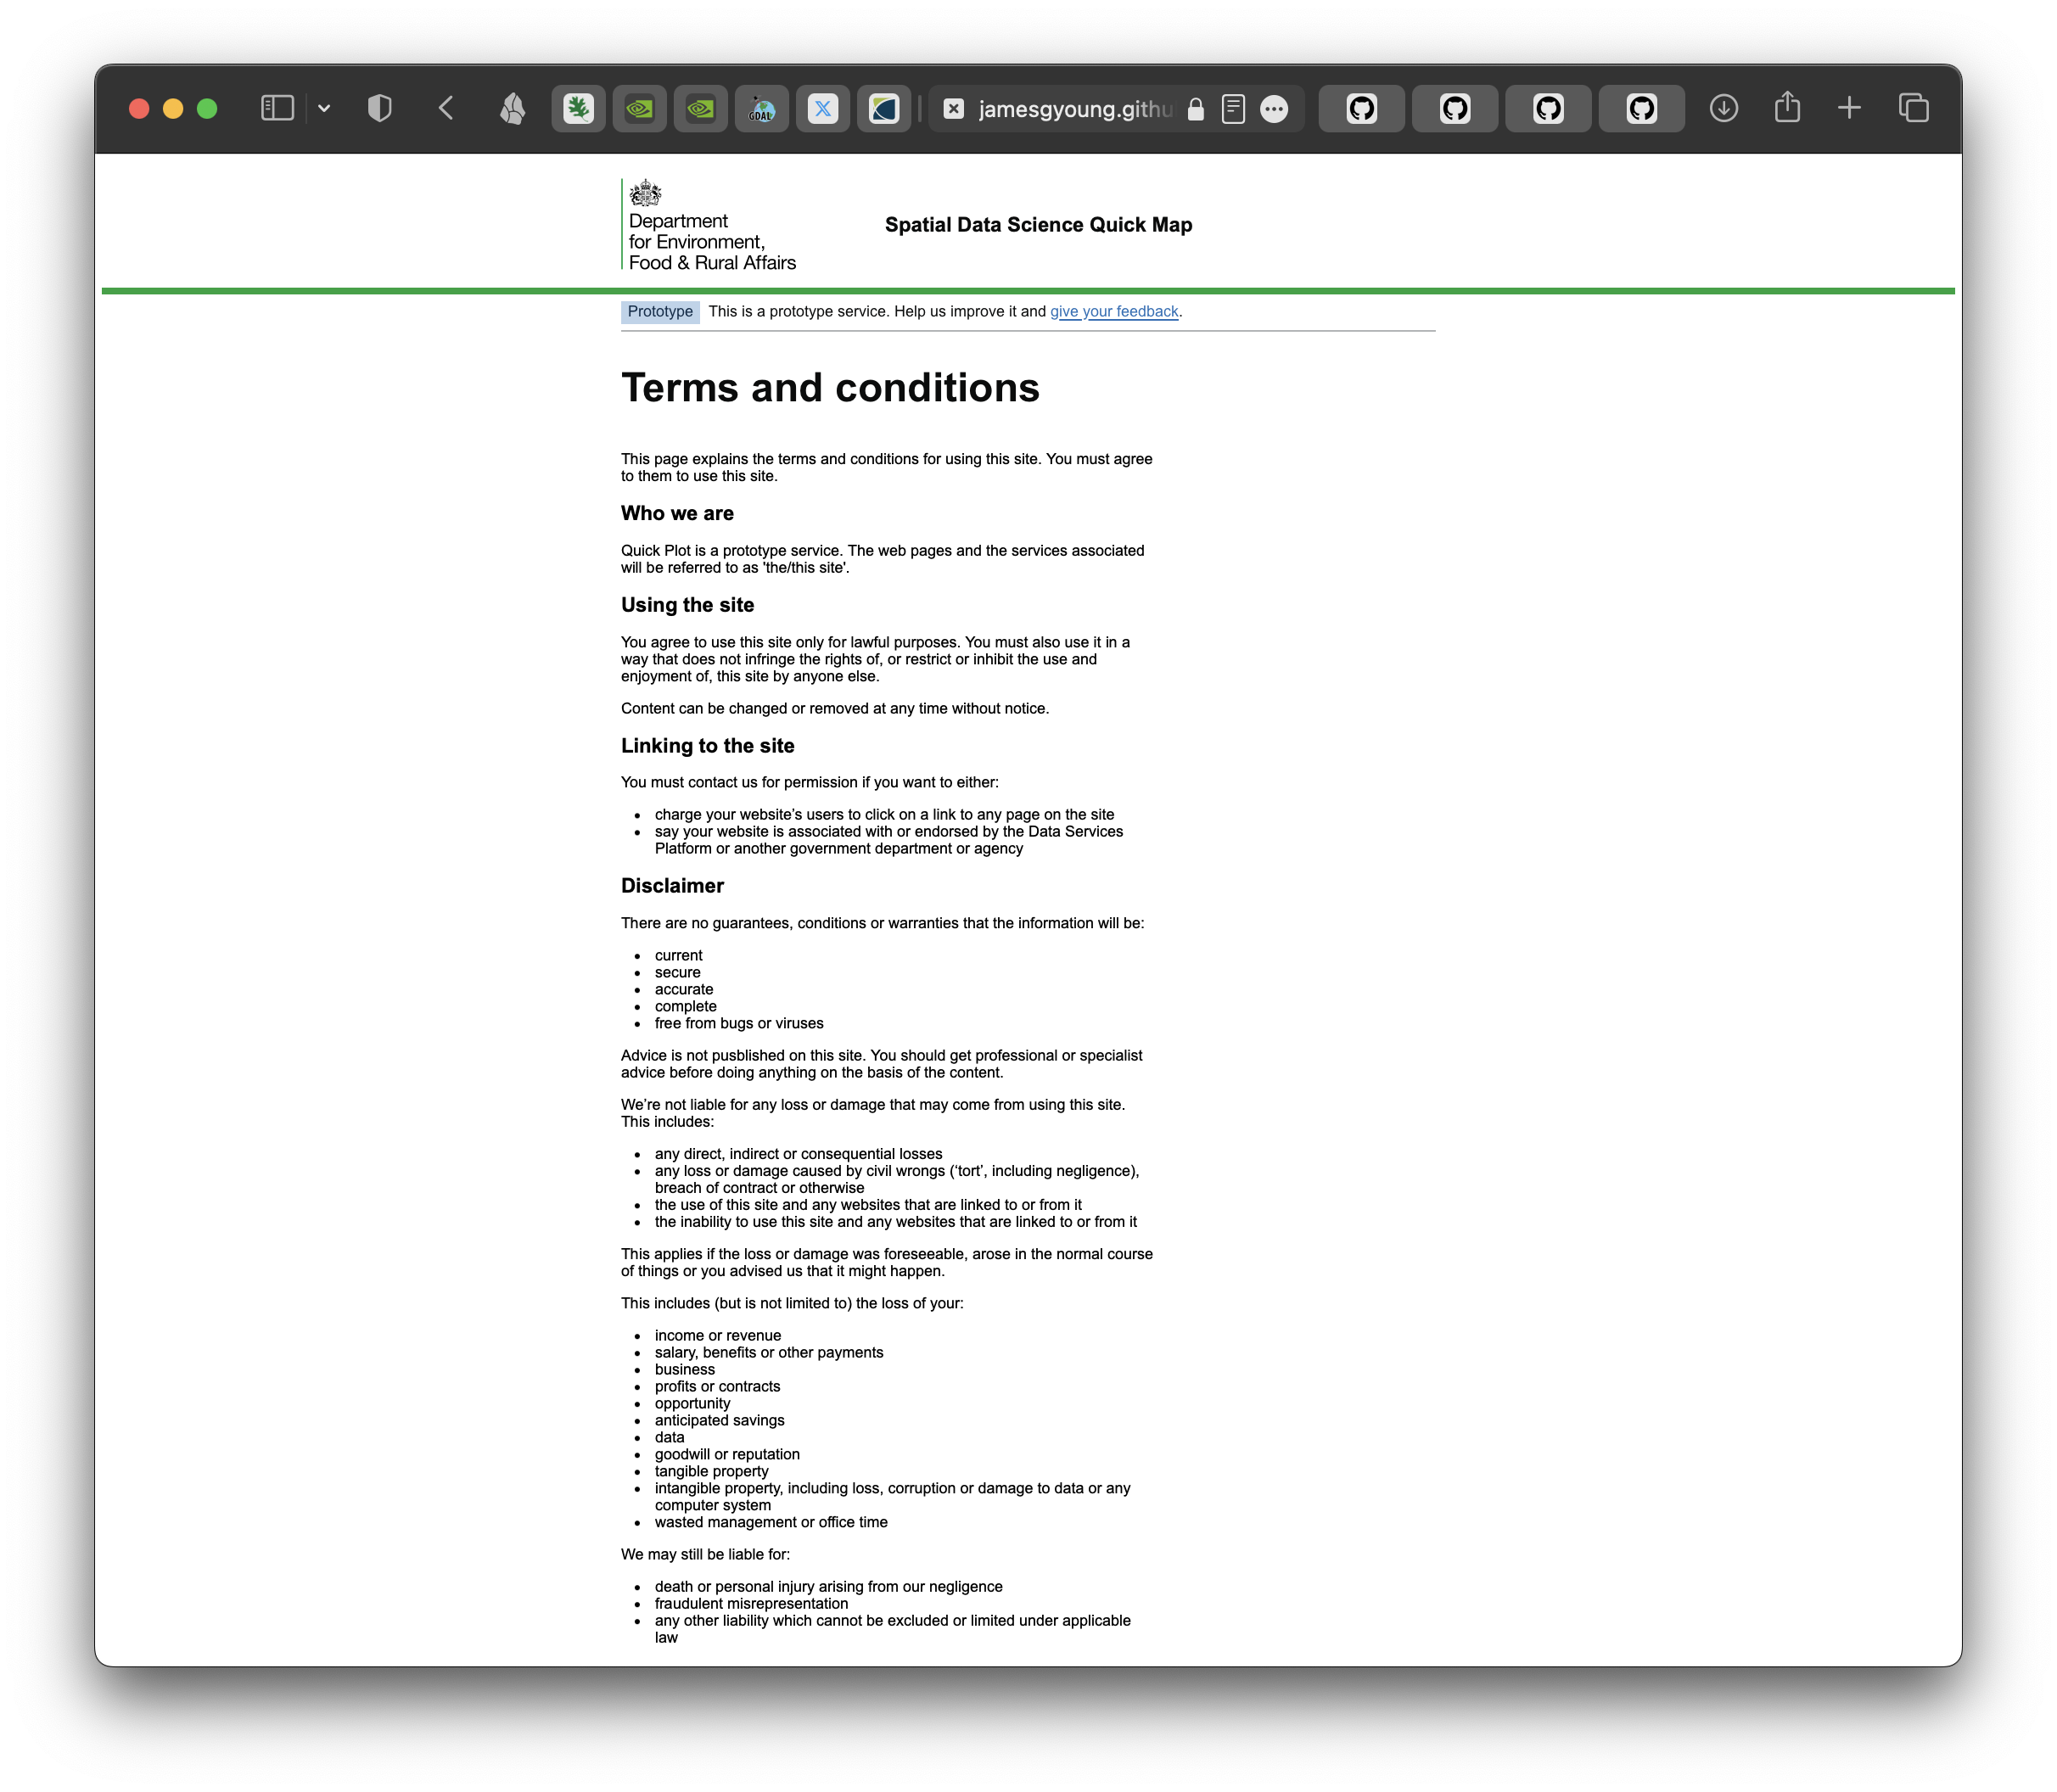 GDAL
jamesgyoung.githu
Department
for Environment,
Food & Rural Affairs
Spatial Data Science Quick Map
Prototype This is a prototype service. Help us improve it and give your feedback.
Terms and conditions
This page explains the terms and conditions for using this site. You must agree
to them to use this site.
Who we are
Quick Plot is a prototype service. The web pages and the services associated
will be referred to as 'the/this site'.
Using the site
You agree to use this site only for lawful purposes. You must also use it in a
way that does not infringe the rights of, or restrict or inhibit the use and
enjoyment of, this site by anyone else.
Content can be changed or removed at any time without notice.
Linking to the site
You must contact us for permission if you want to either:
• charge your website’s users to click on a link to any page on the site
• say your website is associated with or endorsed by the Data Services
Platform or another government department or agency
Disclaimer
There are no guarantees, conditions or warranties that the information will be:
• current
• secure
• accurate
• complete
• free from bugs or viruses
Advice is not pusblished on this site. You should get professional or specialist
advice before doing anything on the basis of the content.
We’re not liable for any loss or damage that may come from using this site.
This includes:
• any direct, indirect or consequential losses
• any loss or damage caused by civil wrongs (‘tort’, including negligence),
breach of contract or otherwise
• the use of this site and any websites that are linked to or from it
• the inability to use this site and any websites that are linked to or from it
This applies if the loss or damage was foreseeable, arose in the normal course
of things or you advised us that it might happen.
This includes (but is not limited to) the loss of your:
• income or revenue
• salary, benefits or other payments
• business
• profits or contracts
• opportunity
• anticipated savings
• data
• goodwill or reputation
• tangible property
• intangible property, including loss, corruption or damage to data or any
computer system
• wasted management or office time
We may still be liable for:
• death or personal injury arising from our negligence
• fraudulent misrepresentation
• any other liability which cannot be excluded or limited under applicable
law